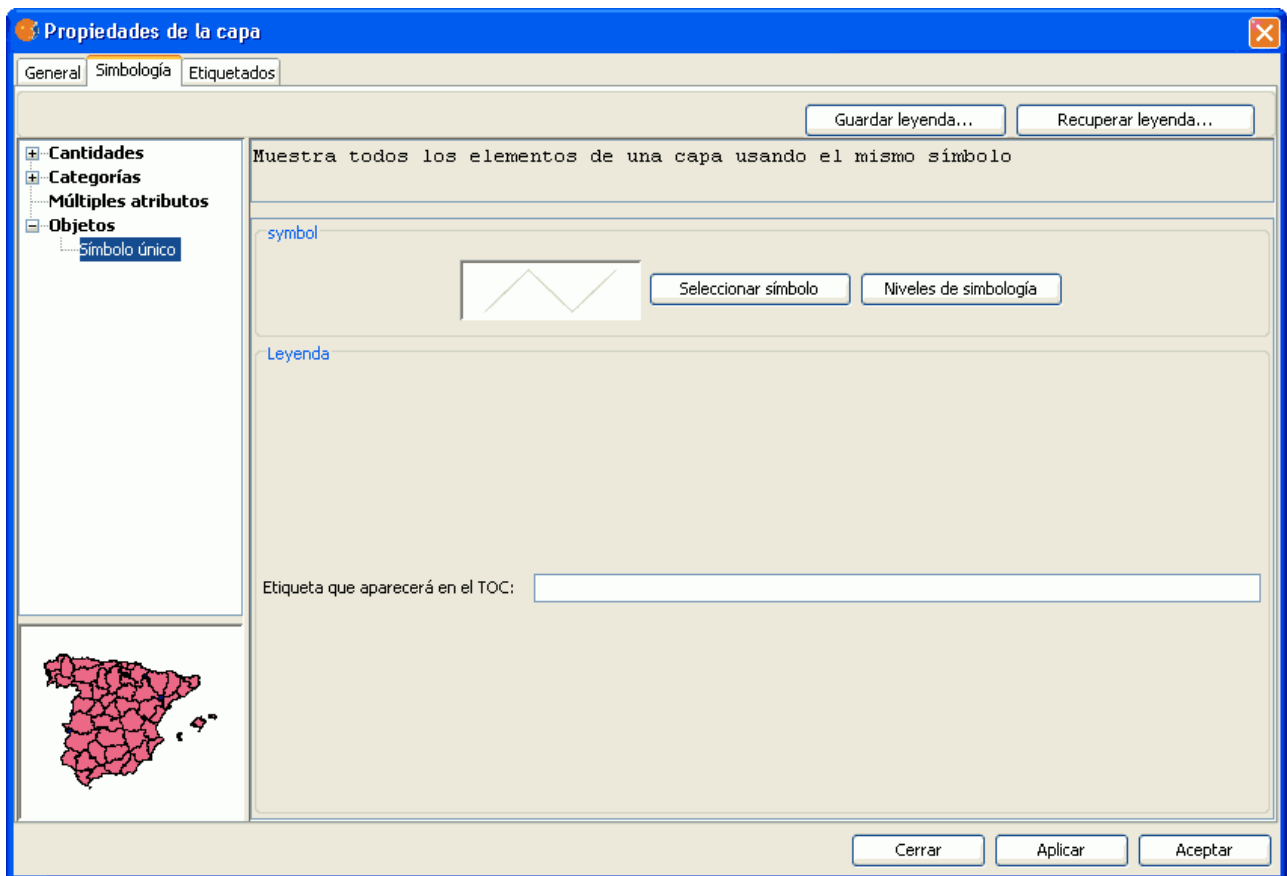 Propiedades de la capa
General Simbología Etiquetados
Guardar leyenda... Recuperar leyenda...
Cantidades
Categorías
Múltiples atributos
Objetos
Símbolo único
Muestra todos los elementos de una capa usando el mismo símbolo
symbol
Seleccionar símbolo Niveles de simbología
Leyenda
Etiqueta que aparecerá en el TOC:
Cerrar Aplicar Aceptar